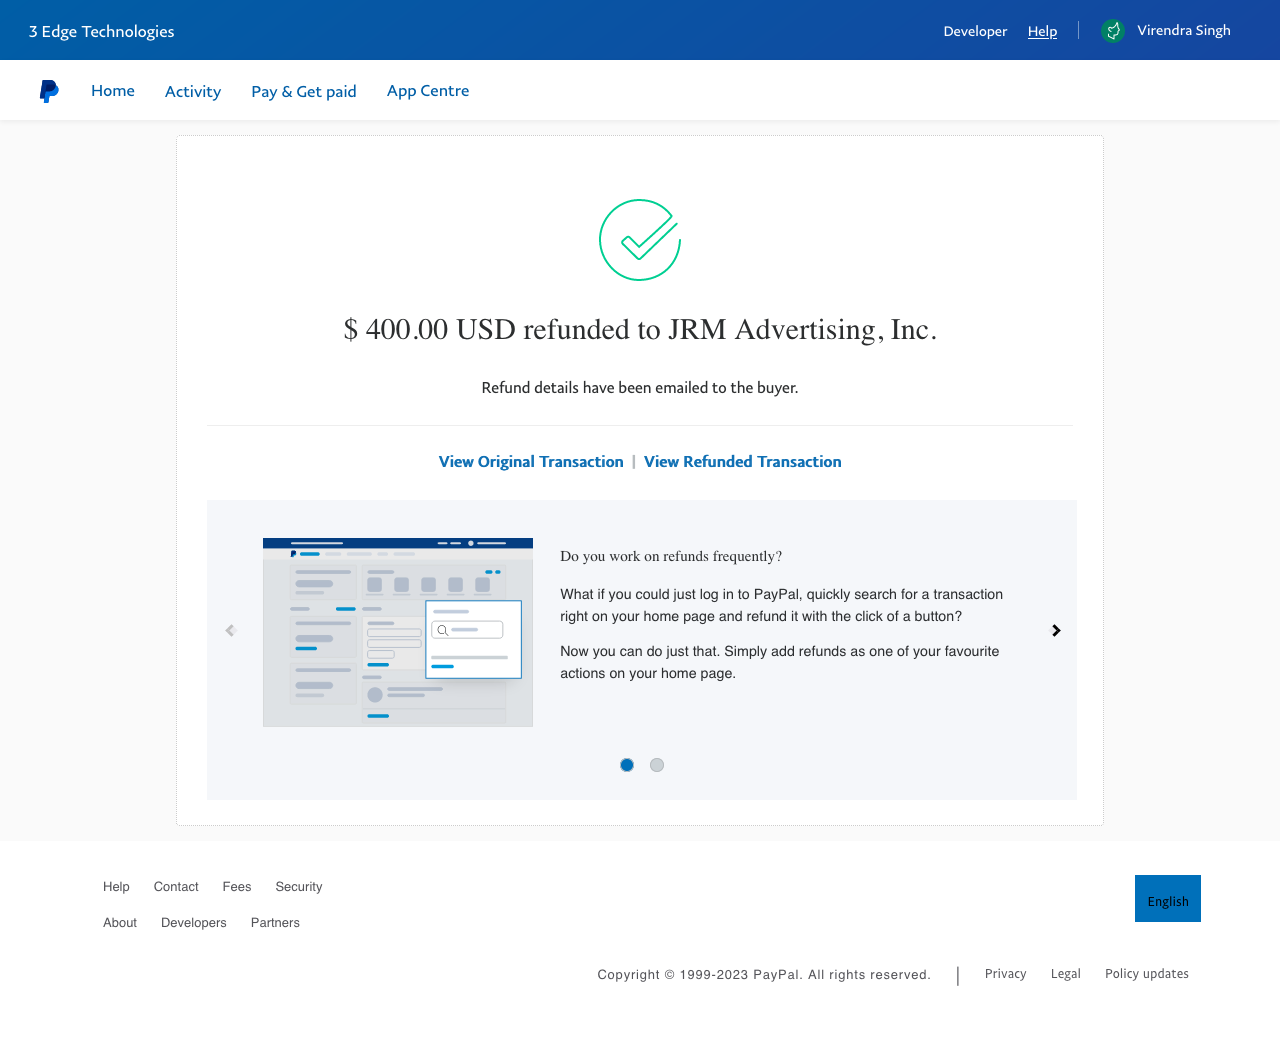 3 Edge Technologies
Developer Help Virendra Singh
Home Activity Pay & Get paid App Centre
$ 400.00 USD refunded to JRM Advertising, Inc.
Refund details have been emailed to the buyer.
View Original Transaction | View Refunded Transaction
Do you work on refunds frequently?
What if you could just log in to PayPal, quickly search for a transaction
right on your home page and refund it with the click of a button?
Now you can do just that. Simply add refunds as one of your favourite
actions on your home page.
Help Contact Fees Security
English
About Developers Partners
Copyright © 1999-2023 PayPal. All rights reserved. | Privacy Legal Policy updates